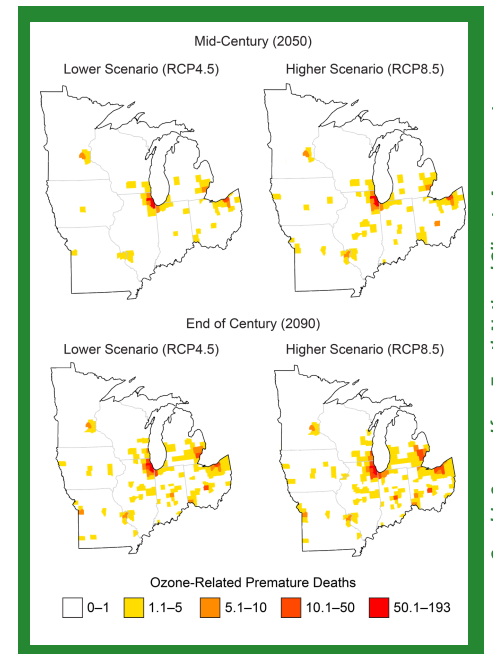 Mid-Century (2050)
Lower Scenario (RCP4.5)
Higher Scenario (RCP8.5)
End of Century (2090)
Lower Scenario (RCP4.5)
Higher Scenario (RCP8.5)
Ozone-Related Premature Deaths
0–1
1.1–5
5.1–10
10.1–50
50.1–193